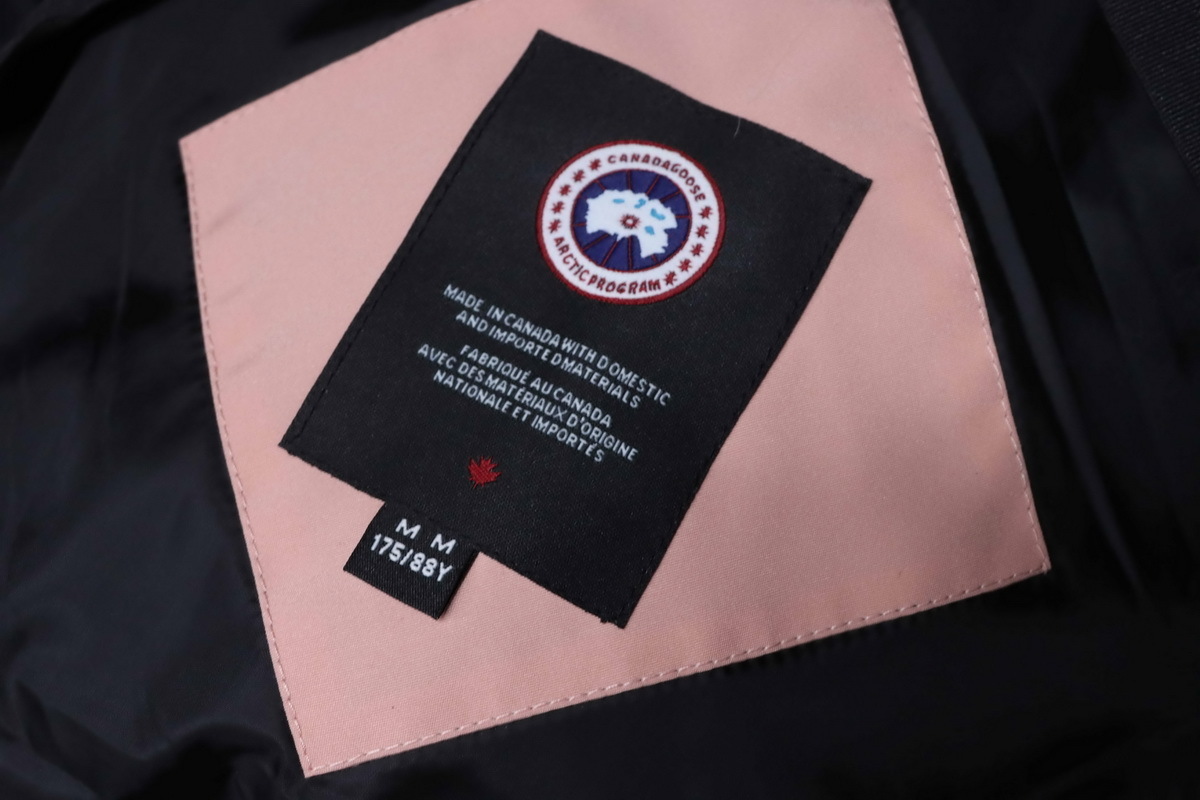 CANADA GOOSE
ARCTIC PROGRAM
MADE IN CANADA WITH DOMESTIC
AND IMPORTED MATERIALS
FABRIQUÉ AU CANADA
AVEC DES MATÉRIAUX D'ORIGINE
NATIONALE ET IMPORTÉS
M M
175/88Y